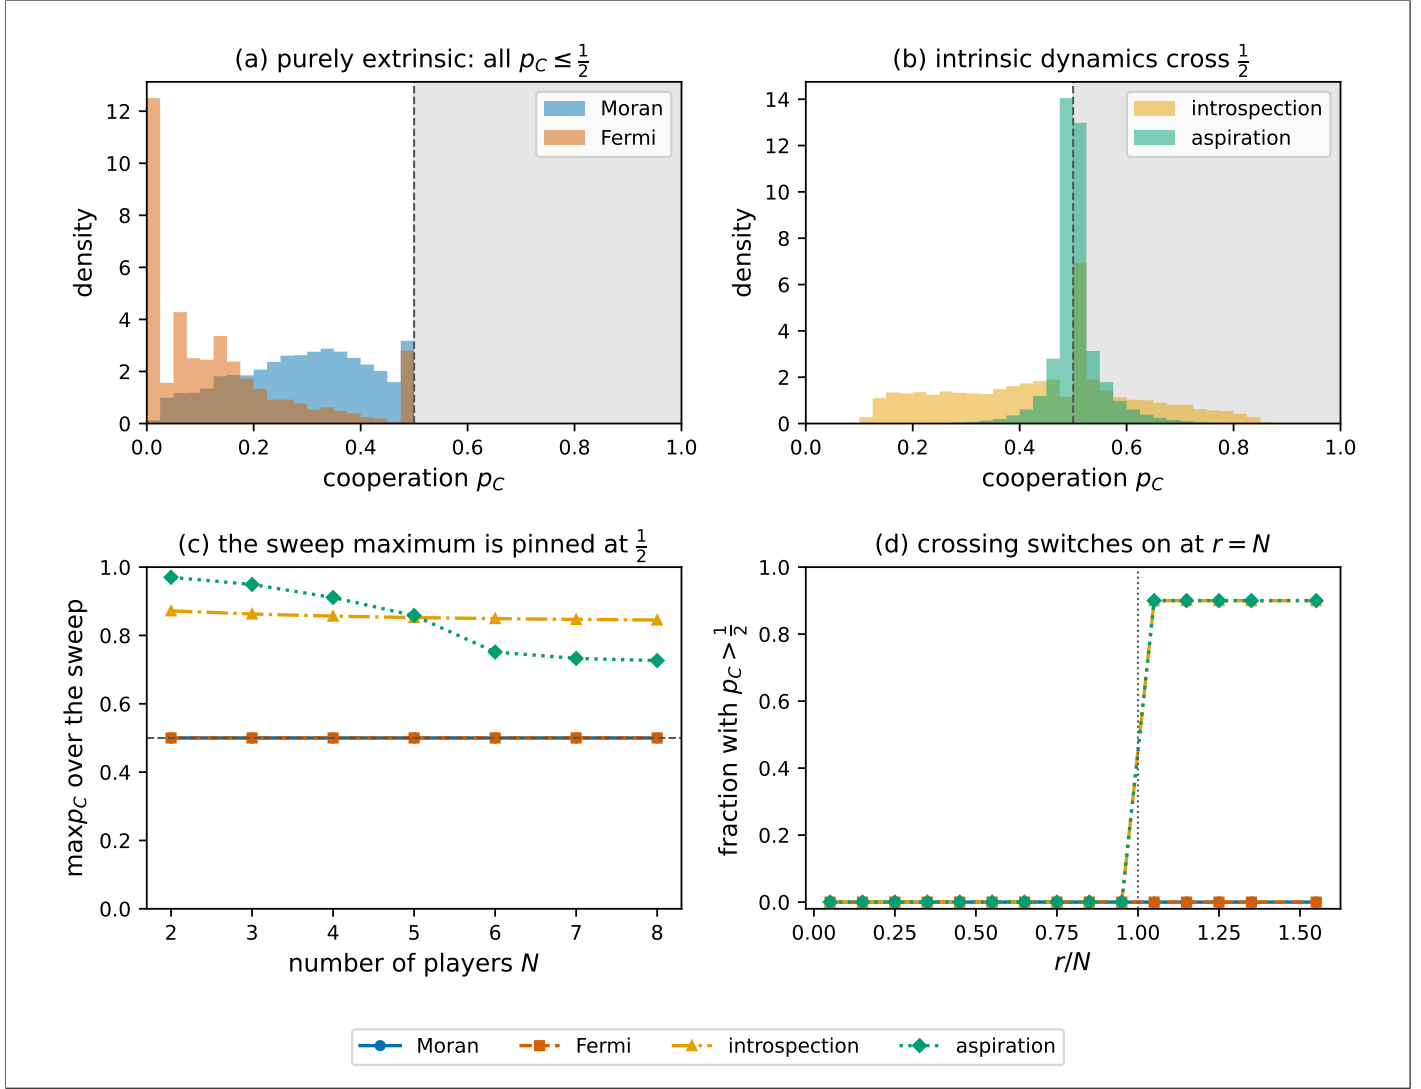 (a) purely extrinsic: all p_C ≤ 1/2
12
10
8
6
4
2
0
density
Moran
Fermi
0.0 0.2 0.4 0.6 0.8 1.0
cooperation p_C
(b) intrinsic dynamics cross 1/2
14
12
10
8
6
4
2
0
density
introspection
aspiration
0.0 0.2 0.4 0.6 0.8 1.0
cooperation p_C
(c) the sweep maximum is pinned at 1/2
1.0
0.8
0.6
0.4
0.2
0.0
maxp_C over the sweep
2 3 4 5 6 7 8
number of players N
(d) crossing switches on at r = N
1.0
0.8
0.6
0.4
0.2
0.0
fraction with p_C > 1/2
0.00 0.25 0.50 0.75 1.00 1.25 1.50
r/N
Moran Fermi introspection aspiration